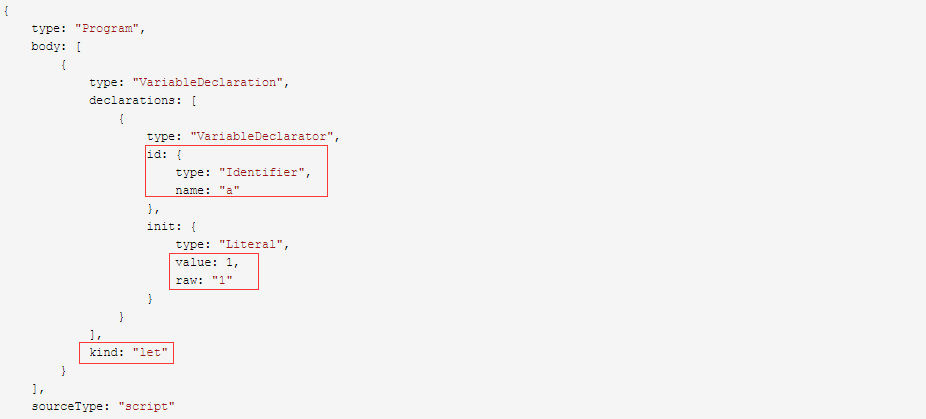 {
    type: "Program",
    body: [
        {
            type: "VariableDeclaration",
            declarations: [
                {
                    type: "VariableDeclarator",
                    id: {
                        type: "Identifier",
                        name: "a"
                    },
                    init: {
                        type: "Literal",
                        value: 1,
                        raw: "1"
                    }
                }
            ],
            kind: "let"
        }
    ],
    sourceType: "script"